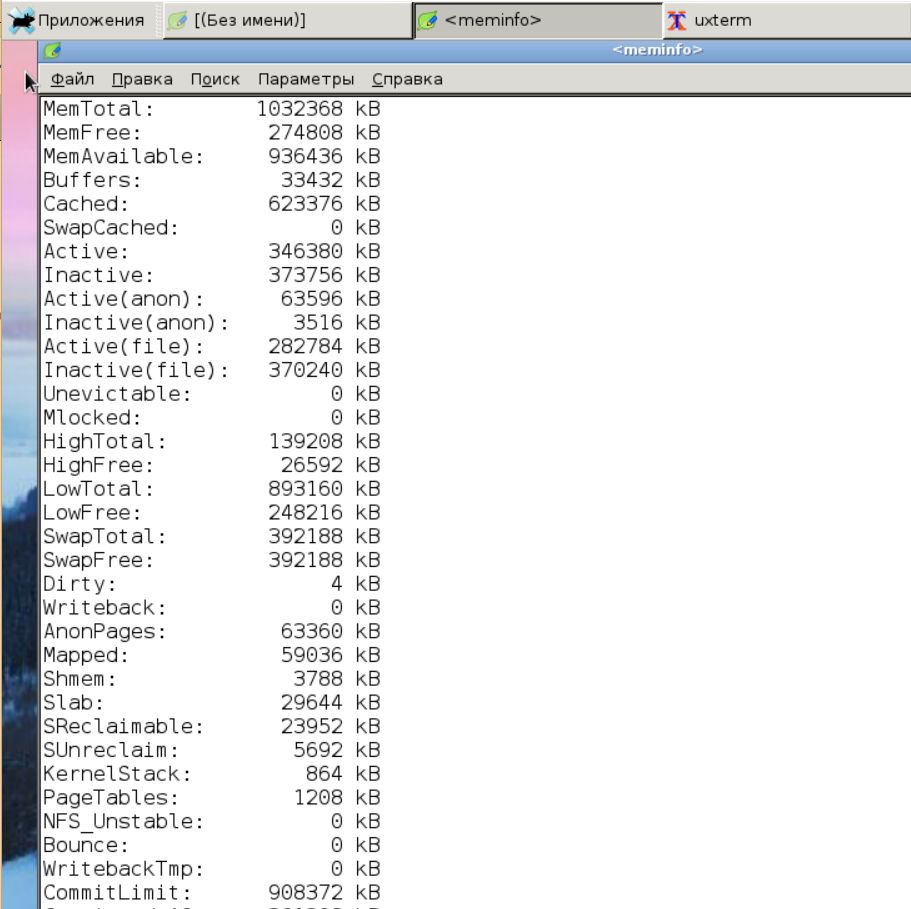 Приложения [(Без имени)] <meminfo> uxterm
<meminfo>
Файл Правка Поиск Параметры Справка
MemTotal: 1032368 kB
MemFree: 274808 kB
MemAvailable: 936436 kB
Buffers: 33432 kB
Cached: 623376 kB
SwapCached: 0 kB
Active: 346380 kB
Inactive: 373756 kB
Active(anon): 63596 kB
Inactive(anon): 3516 kB
Active(file): 282784 kB
Inactive(file): 370240 kB
Unevictable: 0 kB
Mlocked: 0 kB
HighTotal: 139208 kB
HighFree: 26592 kB
LowTotal: 893160 kB
LowFree: 248216 kB
SwapTotal: 392188 kB
SwapFree: 392188 kB
Dirty: 4 kB
Writeback: 0 kB
AnonPages: 63360 kB
Mapped: 59036 kB
Shmem: 3788 kB
Slab: 29644 kB
SReclaimable: 23952 kB
SUnreclaim: 5692 kB
KernelStack: 864 kB
PageTables: 1208 kB
NFS_Unstable: 0 kB
Bounce: 0 kB
WritebackTmp: 0 kB
CommitLimit: 908372 kB